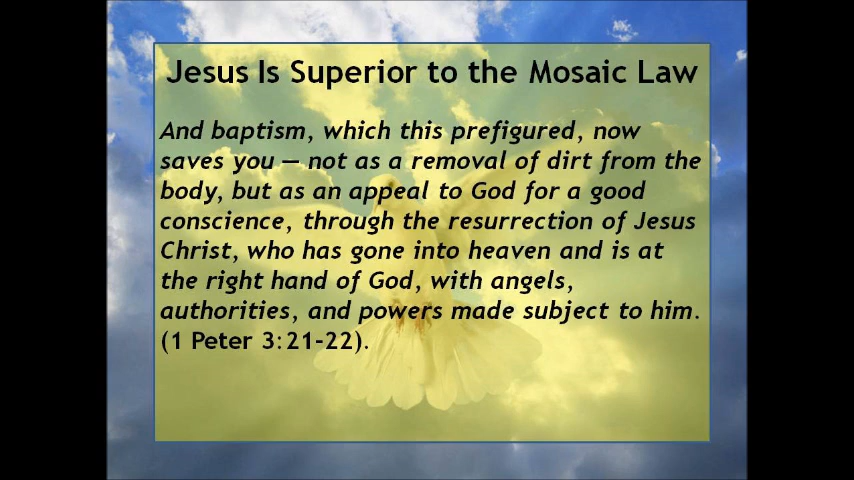 Jesus Is Superior to the Mosaic Law
And baptism, which this prefigured, now
saves you — not as a removal of dirt from the
body, but as an appeal to God for a good
conscience, through the resurrection of Jesus
Christ, who has gone into heaven and is at
the right hand of God, with angels,
authorities, and powers made subject to him.
(1 Peter 3:21-22).